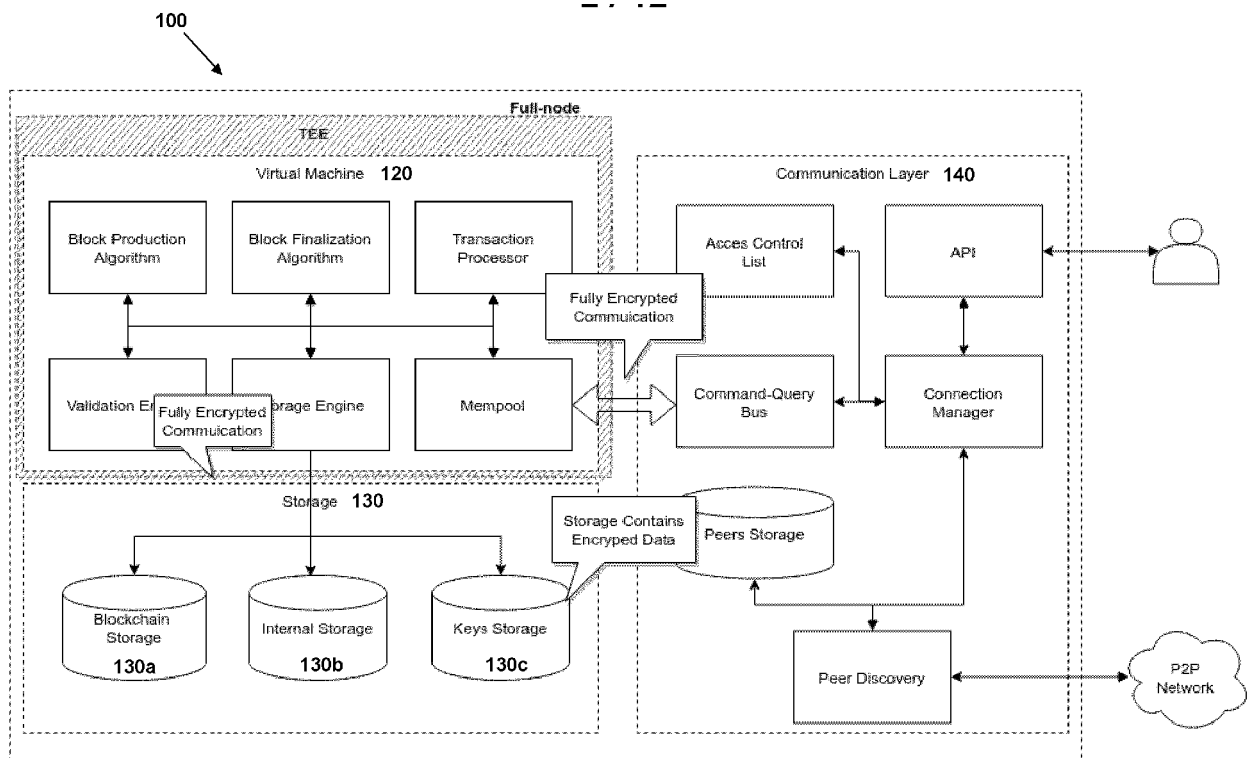 100
Full-node
TEE
Virtual Machine 120
Communication Layer 140
Block Production
Algorithm
Block Finalization
Algorithm
Transaction
Processor
Acces Control
List
API
Fully Encrypted
Commuication
Validation
orage Engine
Mempool
Command-Query
Bus
Connection
Manager
Fully Encrypted
Commuication
Storage 130
Storage Contains
Encryped Data
Peers Storage
Blockchain
Storage
130a
Internal Storage
130b
Keys Storage
130c
Peer Discovery
P2P
Network